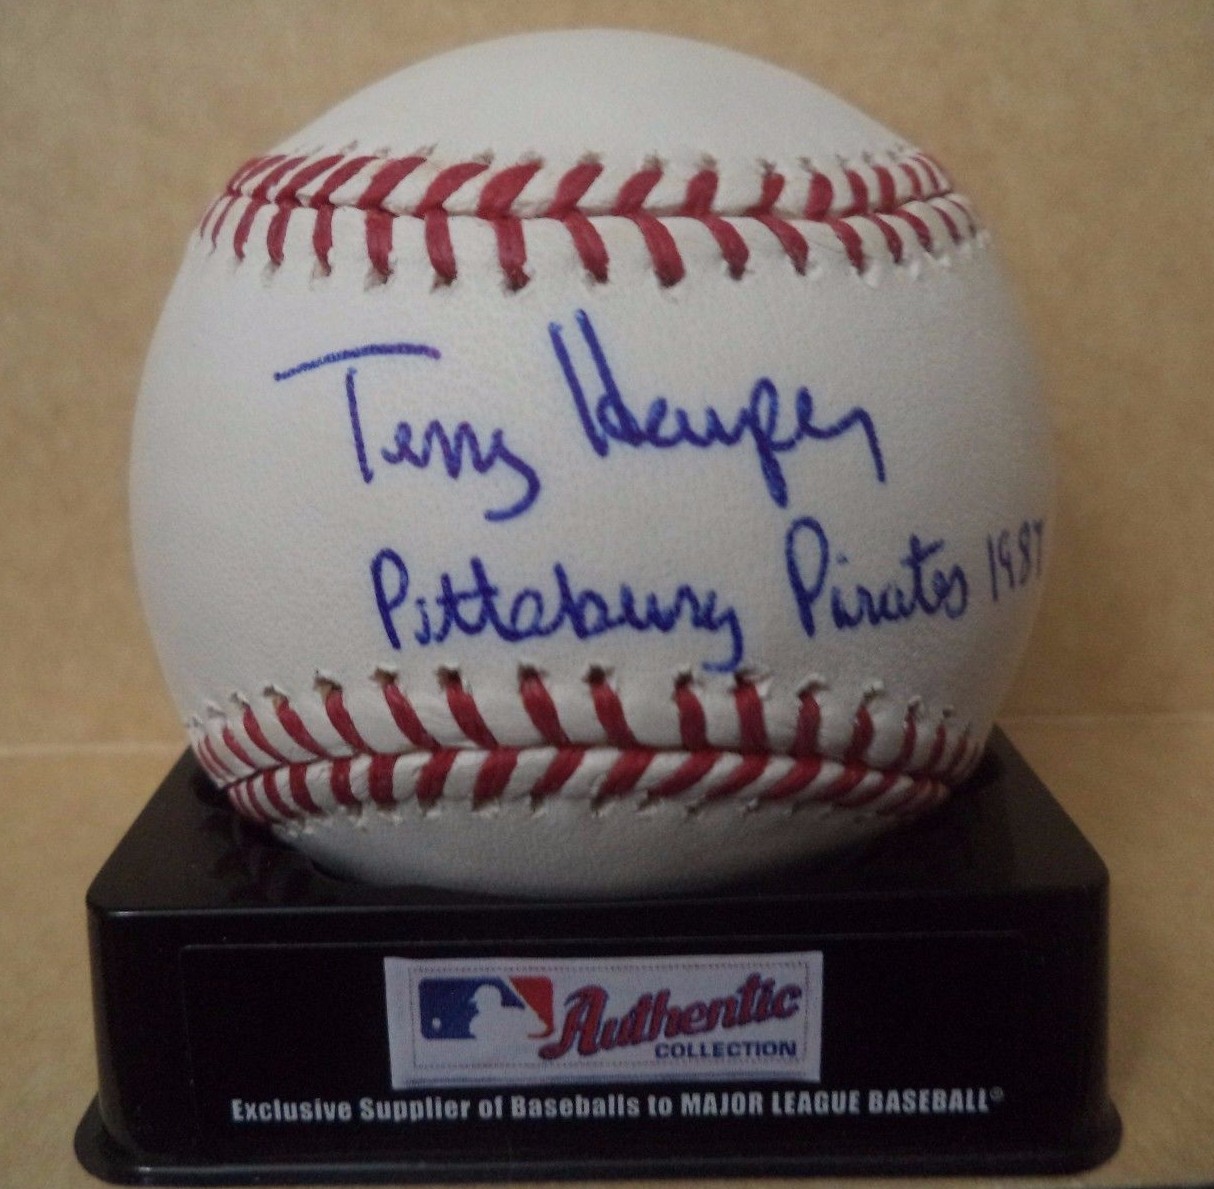 Terry Harper
Pittsburg Pirates 1987
Authentic
COLLECTION
Exclusive Supplier of Baseballs to MAJOR LEAGUE BASEBALL®